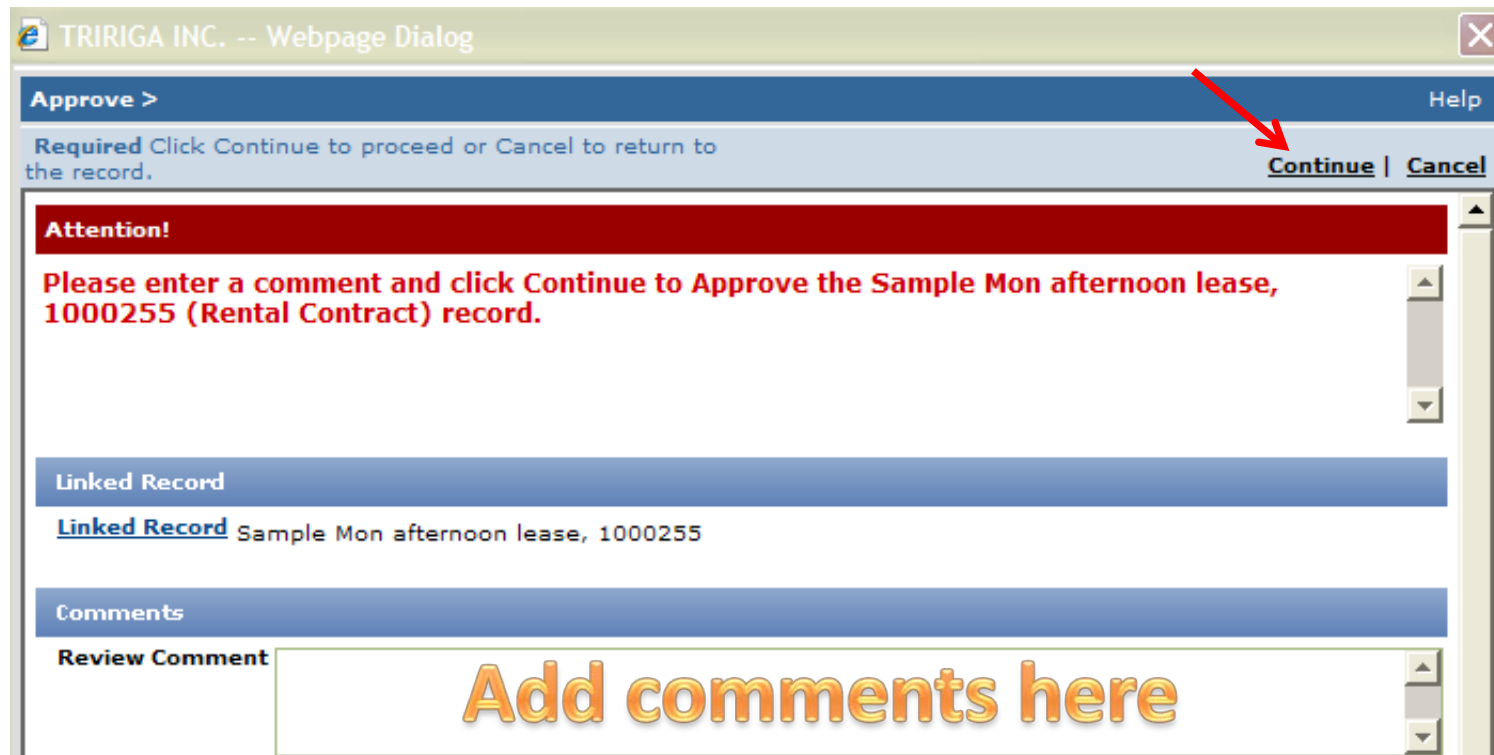 TRIRIGA INC. -- Webpage Dialog
Approve >
Help
Required Click Continue to proceed or Cancel to return to
the record.
Continue | Cancel
Attention!
Please enter a comment and click Continue to Approve the Sample Mon afternoon lease,
1000255 (Rental Contract) record.
Linked Record
Linked Record Sample Mon afternoon lease, 1000255
Comments
Review Comment
Add comments here